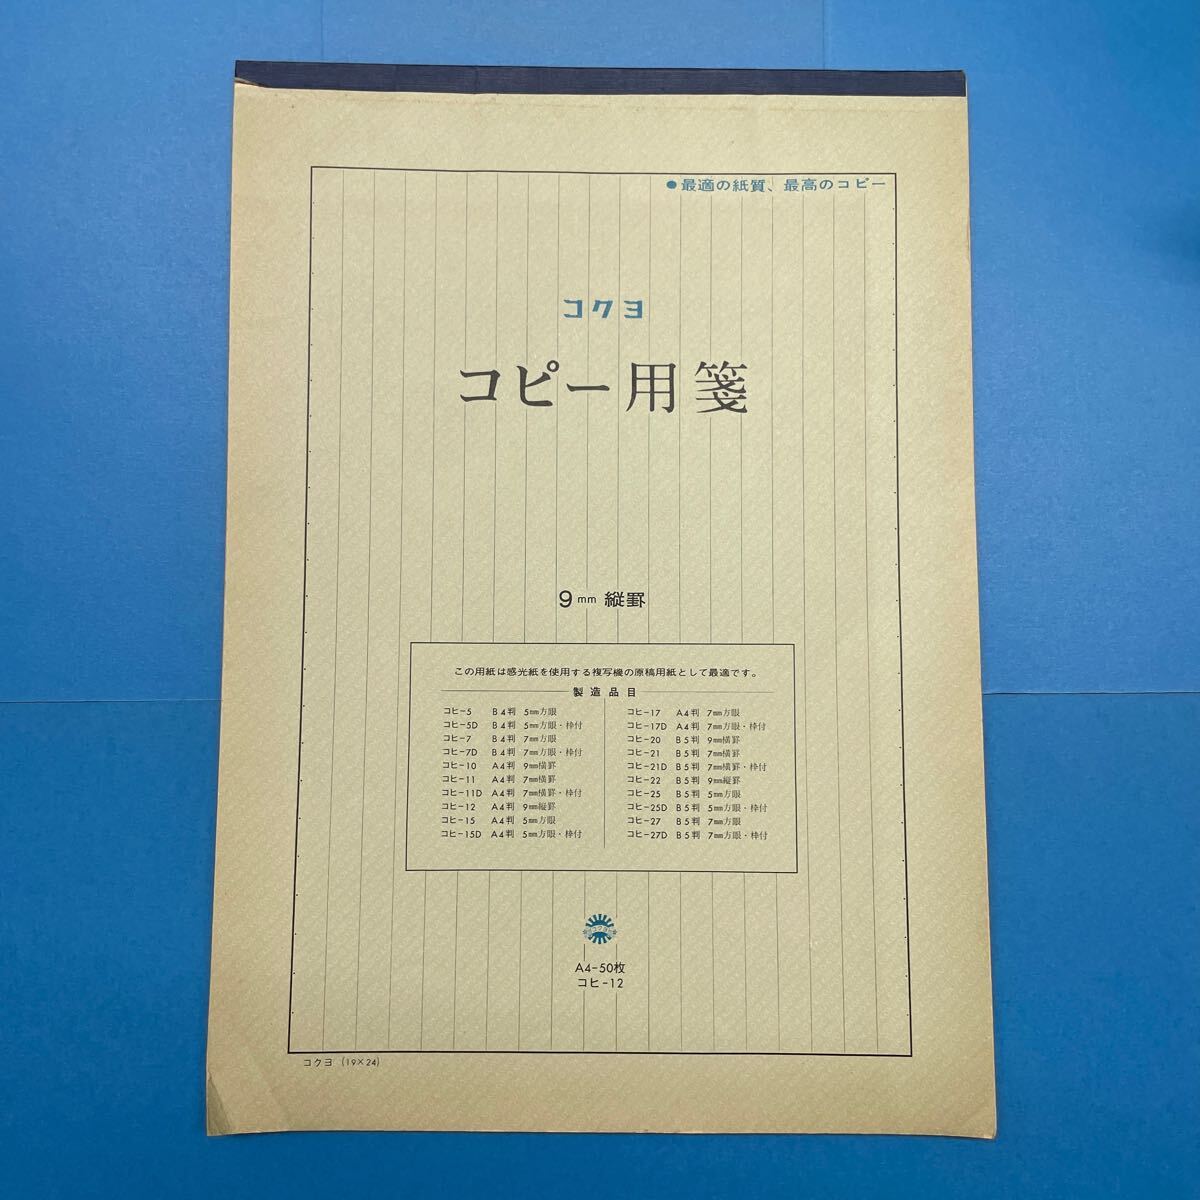 ●最適の紙質、最高のコピー
コクヨ
コピー用箋
9mm 縦罫
この用紙は感光紙を使用する複写機の原稿用紙として最適です。
製造品目
コヒ-5 B4判 5mm方眼
コヒ-5D B4判 5mm方眼・枠付
コヒ-7 B4判 7mm方眼
コヒ-7D B4判 7mm方眼・枠付
コヒ-10 A4判 9mm横罫
コヒ-11 A4判 7mm横罫
コヒ-11D A4判 7mm横罫・枠付
コヒ-12 A4判 9mm縦罫
コヒ-15 A4判 5mm方眼
コヒ-15D A4判 5mm方眼・枠付
コヒ-17 A4判 7mm方眼
コヒ-17D A4判 7mm方眼・枠付
コヒ-20 B5判 9mm横罫
コヒ-21 B5判 7mm横罫
コヒ-21D B5判 7mm横罫・枠付
コヒ-22 B5判 9mm縦罫
コヒ-25 B5判 5mm方眼
コヒ-25D B5判 5mm方眼・枠付
コヒ-27 B5判 7mm方眼
コヒ-27D B5判 7mm方眼・枠付
コクヨ
A4-50枚
コヒ-12
コクヨ (19×24)